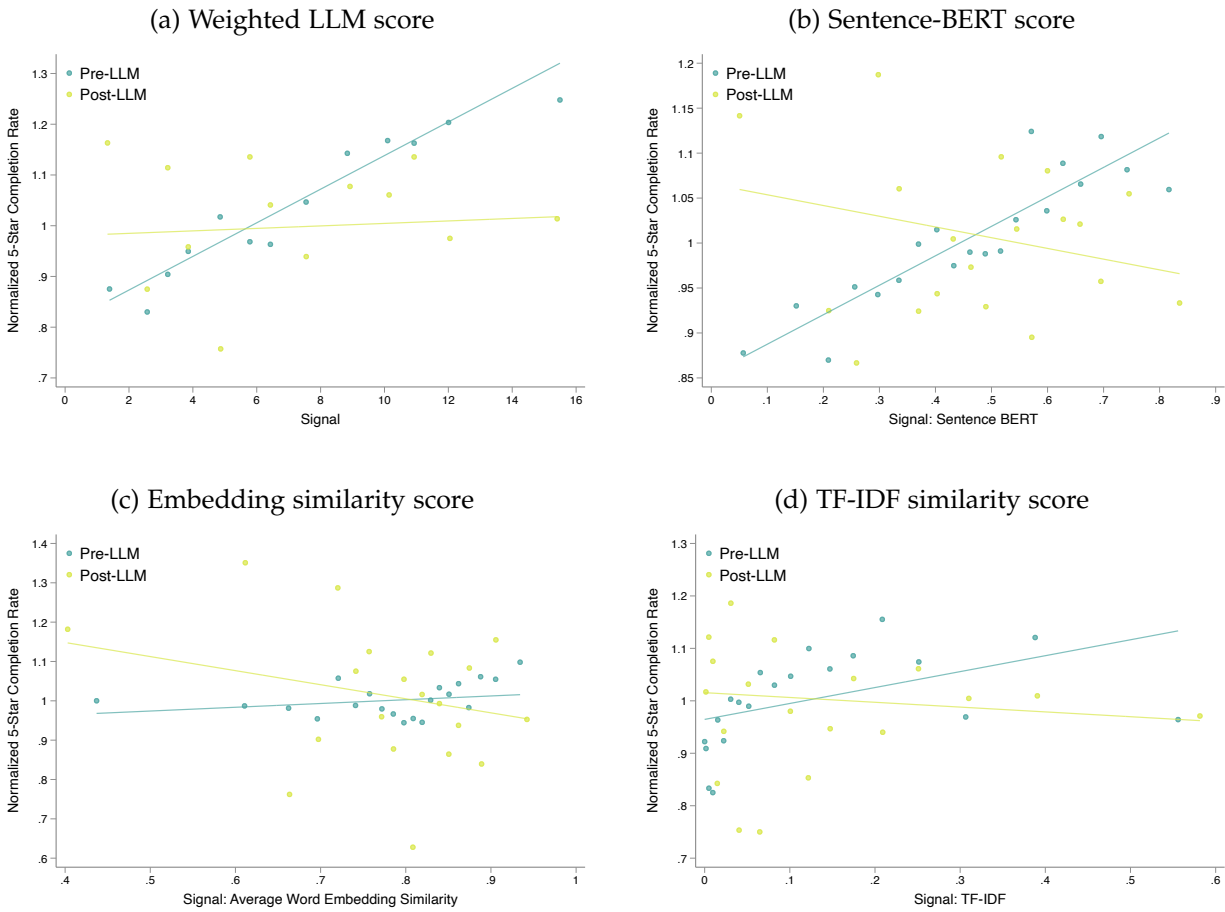 (a) Weighted LLM score
Normalized 5-Star Completion Rate
1.3
1.2
1.1
1
.9
.8
.7
Pre-LLM
Post-LLM
0 2 4 6 8 10 12 14 16
Signal
(b) Sentence-BERT score
Normalized 5-Star Completion Rate
1.2
1.15
1.1
1.05
1
.95
.9
.85
Pre-LLM
Post-LLM
0 .1 .2 .3 .4 .5 .6 .7 .8 .9
Signal: Sentence BERT
(c) Embedding similarity score
Normalized 5-Star Completion Rate
1.4
1.3
1.2
1.1
1
.9
.8
.7
.6
Pre-LLM
Post-LLM
.4 .5 .6 .7 .8 .9 1
Signal: Average Word Embedding Similarity
(d) TF-IDF similarity score
Normalized 5-Star Completion Rate
1.3
1.2
1.1
1
.9
.8
.7
Pre-LLM
Post-LLM
0 .1 .2 .3 .4 .5 .6
Signal: TF-IDF